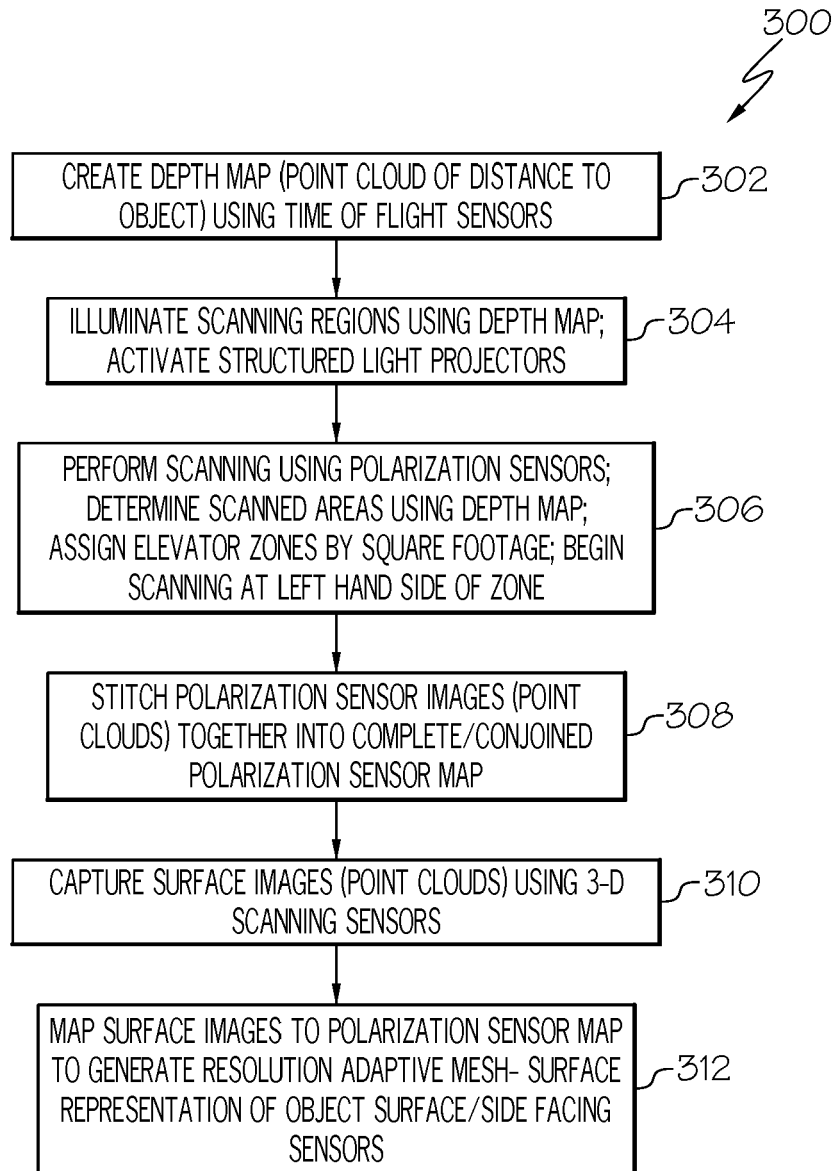 300
CREATE DEPTH MAP (POINT CLOUD OF DISTANCE TO
OBJECT) USING TIME OF FLIGHT SENSORS
302
ILLUMINATE SCANNING REGIONS USING DEPTH MAP;
ACTIVATE STRUCTURED LIGHT PROJECTORS
304
PERFORM SCANNING USING POLARIZATION SENSORS;
DETERMINE SCANNED AREAS USING DEPTH MAP;
ASSIGN ELEVATOR ZONES BY SQUARE FOOTAGE; BEGIN
SCANNING AT LEFT HAND SIDE OF ZONE
306
STITCH POLARIZATION SENSOR IMAGES (POINT
CLOUDS) TOGETHER INTO COMPLETE/CONJOINED
POLARIZATION SENSOR MAP
308
CAPTURE SURFACE IMAGES (POINT CLOUDS) USING 3-D
SCANNING SENSORS
310
MAP SURFACE IMAGES TO POLARIZATION SENSOR MAP
TO GENERATE RESOLUTION ADAPTIVE MESH- SURFACE
REPRESENTATION OF OBJECT SURFACE/SIDE FACING
SENSORS
312